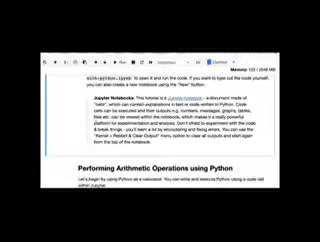 Run
Memory: 122 / 2048 MB
with-python.ipynb to open it and run the code. If you want to type out the code yourself,
you can also create a new notebook using the "New" button.
Jupyter Notebooks: This tutorial is a Jupyter notebook - a document made of
"cells", which can contain explanations in text or code written in Python. Code
cells can be executed and their outputs e.g. numbers, messages, graphs, tables,
files etc. can be viewed within the notebook, which makes it a really powerful
platform for experimentation and analysis. Don't afraid to experiment with the code
& break things - you'll learn a lot by encoutering and fixing errors. You can use the
"Kernel > Restart & Clear Output" menu option to clear all outputs and start again
from the top of the notebook.
Performing Arithmetic Operations using Python
Let's begin by using Python as a calculator. You can write and execute Python using a code cell
within Jupyter.